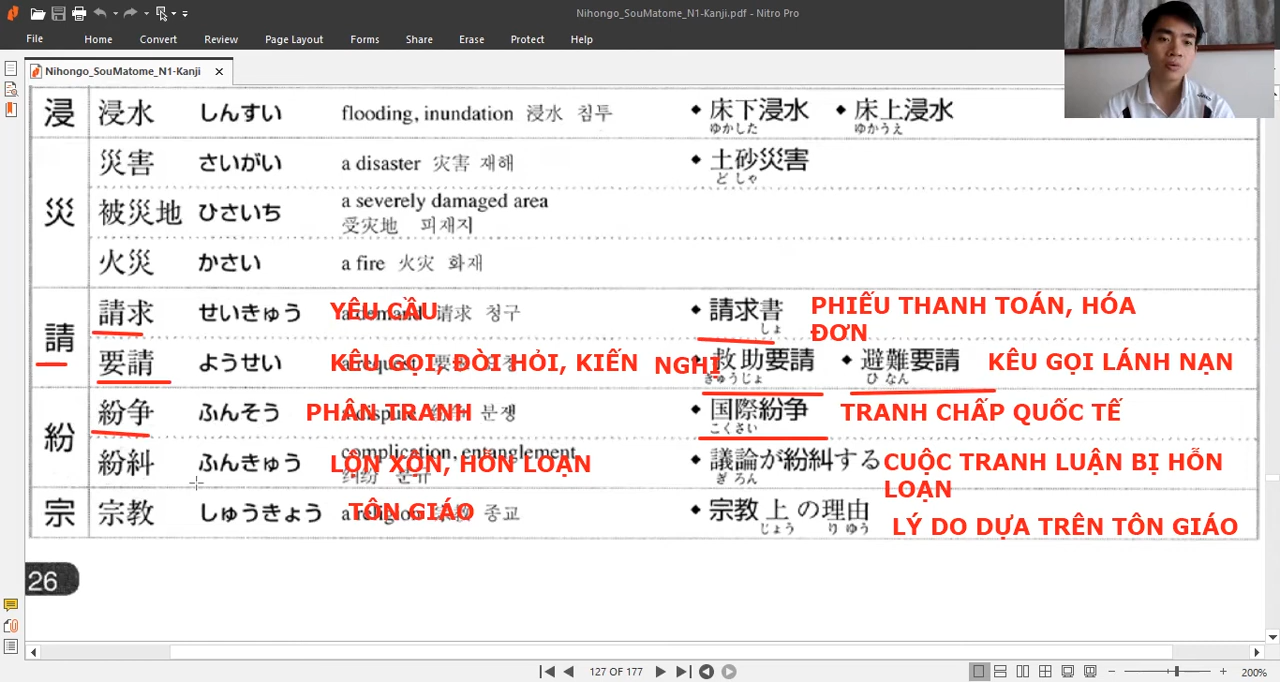 Nihongo_SouMatome_N1-Kanji.pdf - Nitro Pro
File Home Convert Review Page Layout Forms Share Erase Protect Help
Nihongo_SouMatome_N1-Kanji
浸 浸水 しんすい flooding, inundation 浸水 침투 ◆ 床下浸水 ◆ 床上浸水
ゆかした ゆかうえ
災 災害 さいがい a disaster 灾害 재해 ◆ 土砂災害
どしゃ
被災地 ひさいち a severely damaged area
受灾地 피재지
火災 かさい a fire 火灾 화재
請 請求 せいきゅう YÊU CẦU a demand 请求 청구 ◆ 請求書 PHIẾU THANH TOÁN, HÓA
しょ ĐƠN
要請 ようせい KÊU GỌI, ĐÒI HỎI, KIẾN NGHỊ ◆ 救助要請 ◆ 避難要請 KÊU GỌI LÁNH NẠN
きゅうじょ ひなん
紛 紛争 ふんそう PHÂN TRANH a dispute 분쟁 ◆ 国際紛争 TRANH CHẤP QUỐC TẾ
こくさい
complication, entanglement
紛糾 ふんきゅう LỘN XỘN, HỖN LOẠN ◆ 議論が紛糾する CUỘC TRANH LUẬN BỊ HỖN
纠纷 분규 ぎろん LOẠN
宗 宗教 しゅうきょう TÔN GIÁO a religion 宗教 종교 ◆ 宗教上の理由 LÝ DO DỰA TRÊN TÔN GIÁO
じょう りゆう
26
127 OF 177
200%